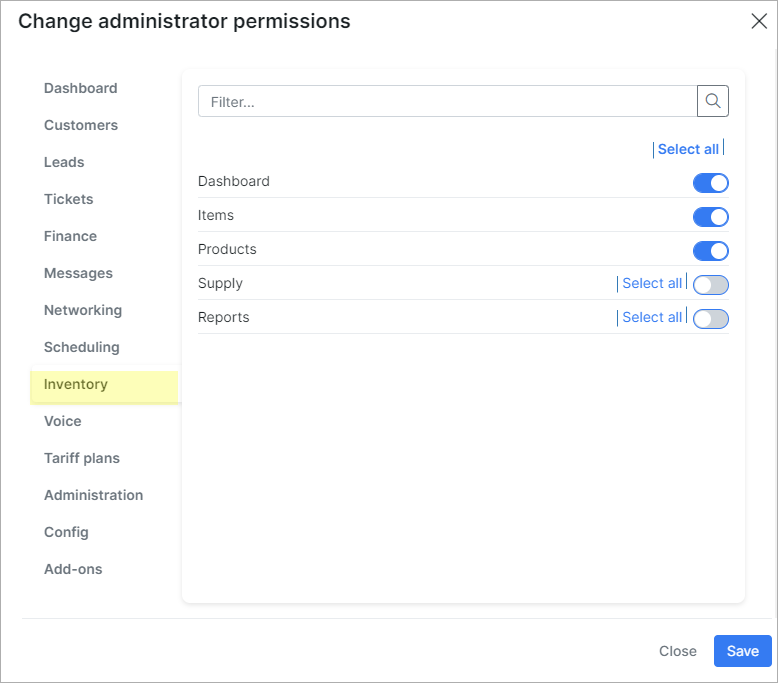 Change administrator permissions
Dashboard
Customers
Leads
Tickets
Finance
Messages
Networking
Scheduling
Inventory
Voice
Tariff plans
Administration
Config
Add-ons
Filter...
Select all
Dashboard
Items
Products
Supply Select all
Reports Select all
Close Save